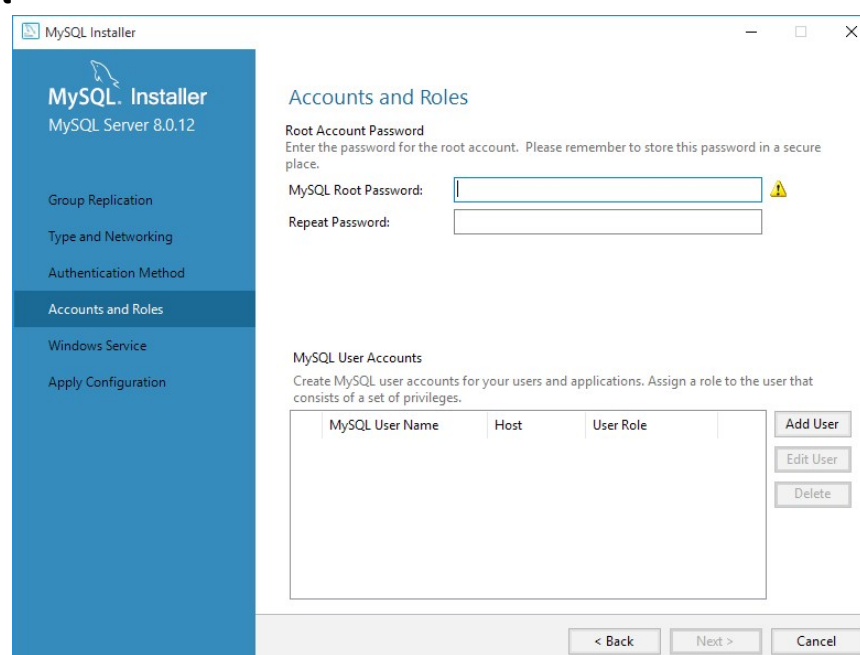 MySQL Installer
MySQL. Installer
MySQL Server 8.0.12
Group Replication
Type and Networking
Authentication Method
Accounts and Roles
Windows Service
Apply Configuration
Accounts and Roles
Root Account Password
Enter the password for the root account. Please remember to store this password in a secure
place.
MySQL Root Password:
Repeat Password:
MySQL User Accounts
Create MySQL user accounts for your users and applications. Assign a role to the user that
consists of a set of privileges.
MySQL User Name Host User Role
Add User
Edit User
Delete
< Back Next > Cancel